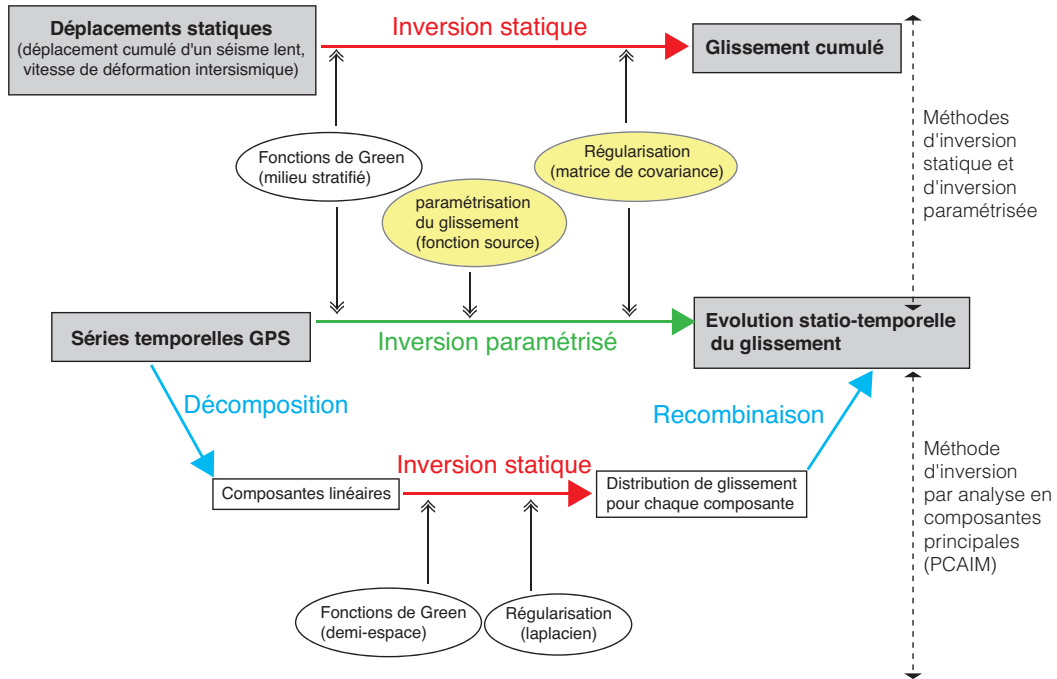 Déplacements statiques
(déplacement cumulé d'un séisme lent,
vitesse de déformation intersismique)
Inversion statique
Glissement cumulé
Fonctions de Green
(milieu stratifié)
Régularisation
(matrice de covariance)
paramétrisation
du glissement
(fonction source)
Méthodes
d'inversion
statique et
d'inversion
paramétrisée
Séries temporelles GPS
Inversion paramétrisé
Evolution statio-temporelle
du glissement
Décomposition
Recombinaison
Inversion statique
Composantes linéaires
Distribution de glissement
pour chaque composante
Méthode
d'inversion
par analyse en
composantes
principales
(PCAIM)
Fonctions de Green
(demi-espace)
Régularisation
(laplacien)